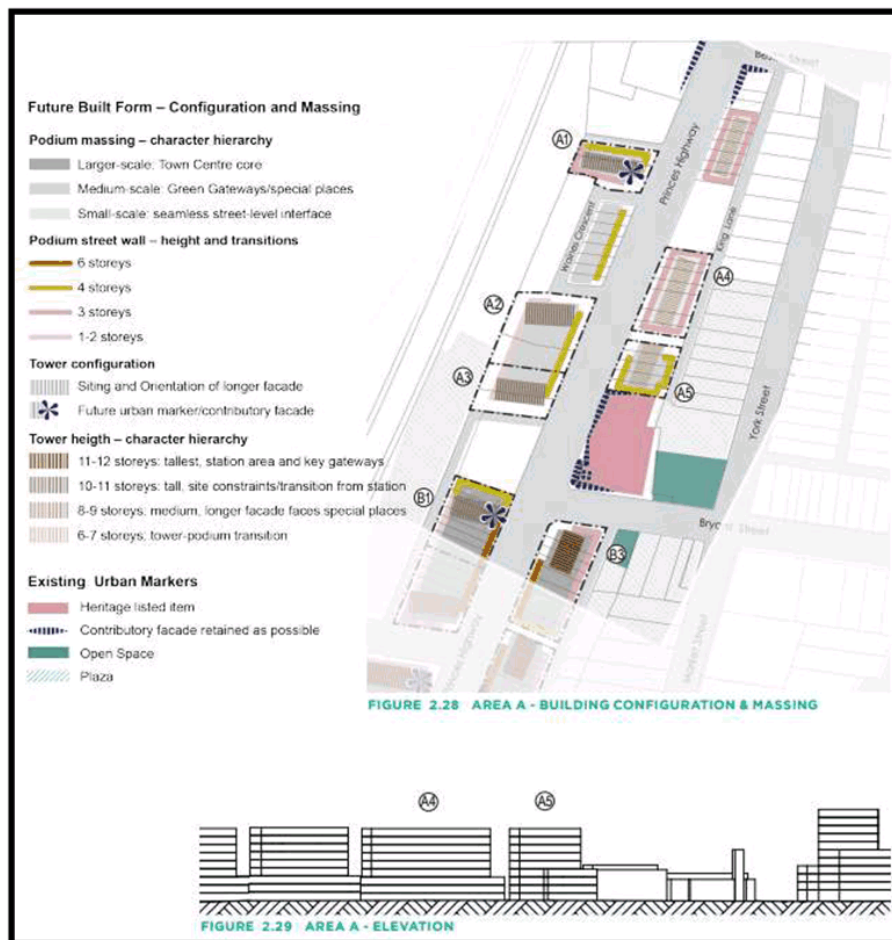 Future Built Form – Configuration and Massing
Podium massing – character hierarchy
Larger-scale: Town Centre core
Medium-scale: Green Gateways/special places
Small-scale: seamless street-level interface
Podium street wall – height and transitions
6 storeys
4 storeys
3 storeys
1-2 storeys
Tower configuration
Siting and Orientation of longer facade
Future urban marker/contributory facade
Tower heigth – character hierarchy
11-12 storeys: tallest, station area and key gateways
10-11 storeys: tall, site constraints/transition from station
8-9 storeys: medium, longer facade faces special places
6-7 storeys: tower-podium transition
Existing Urban Markers
Heritage listed item
Contributory facade retained as possible
Open Space
Plaza
Street
A1
Princes Highway
King Lane
Waines Crescent
A4
A2
A3
A5
York Street
B1
Bryant Street
B3
Princes Highway
Market Street
FIGURE 2.28 AREA A - BUILDING CONFIGURATION & MASSING
A4
A5
FIGURE 2.29 AREA A - ELEVATION